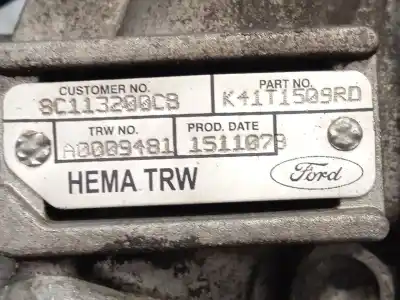 CUSTOMER NO.
PART NO.
8C113200CB
K41T1509RD
TRW NO.
PROD. DATE
A0009481
151107B
HEMA TRW
Ford